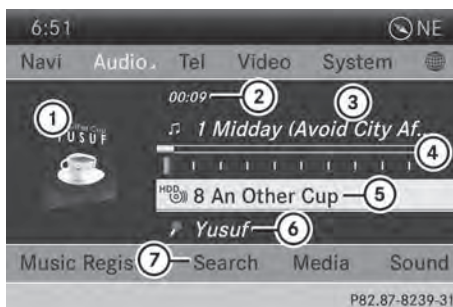 6:51 NE
Navi Audio Tel Video System
00:09 2
1 3
YUSUF
1 Midday (Avoid City Af..
4
HDD 8 An Other Cup 5
Yusuf 6
Music Regis 7 Search Media Sound
P82.87-8239-31